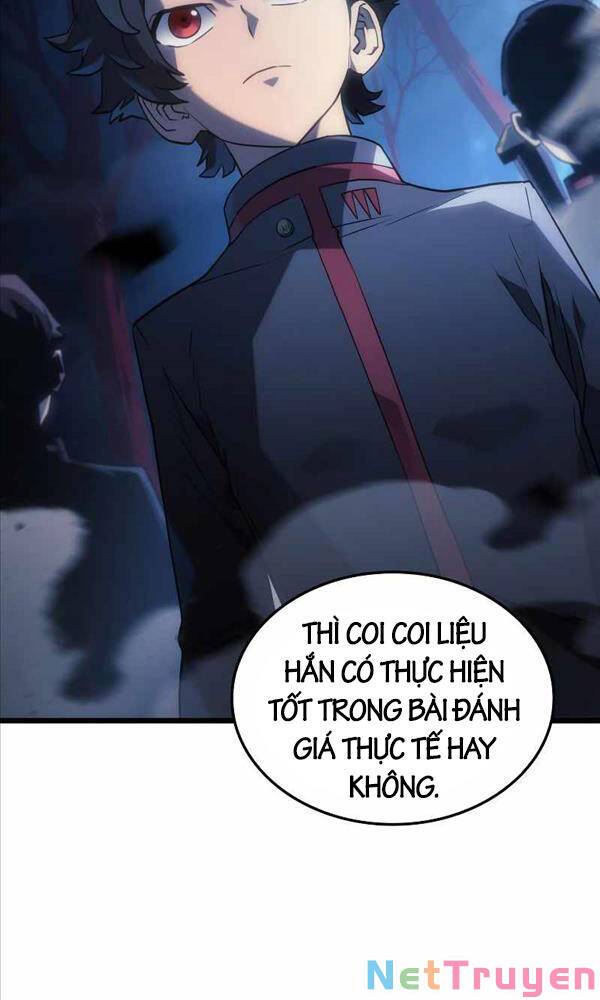 THÌ COI COI LIỆU
HẮN CÓ THỰC HIỆN
TỐT TRONG BÀI ĐÁNH
GIÁ THỰC TẾ HAY
KHÔNG.
NetTruyen